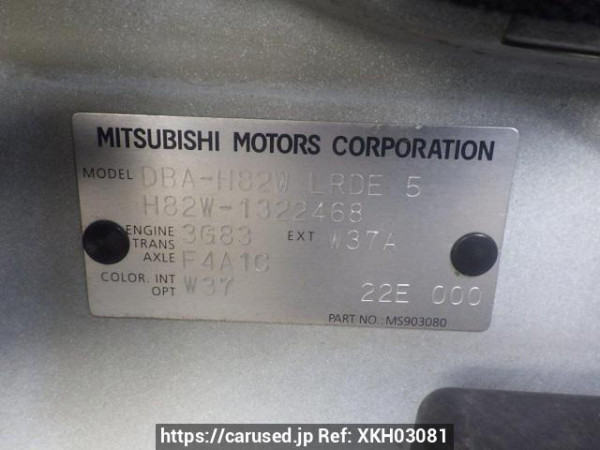 MITSUBISHI MOTORS CORPORATION
MODEL DBA-H82W LRDE 5
H82W-1322468
ENGINE 3G83 EXT W37A
TRANS
AXLE F4A1C
COLOR. INT W37
OPT 22E 000
PART NO.: MS903080
https://carused.jp Ref: XKH03081